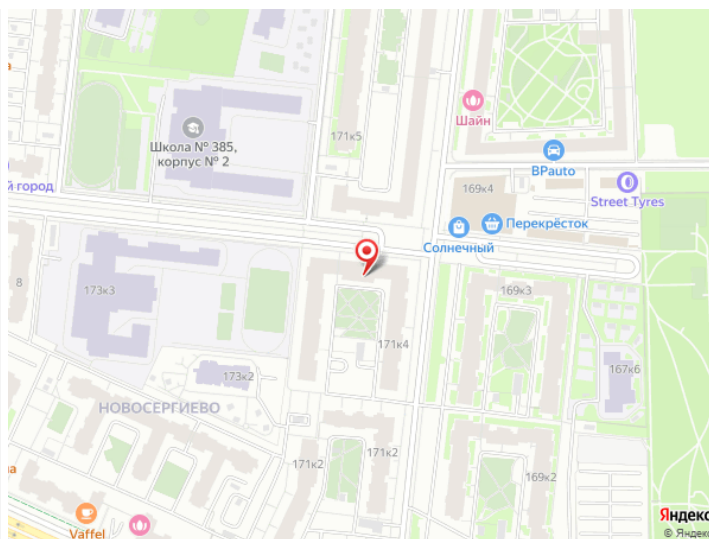 а
171к5
Школа № 385,
корпус № 2
й город
Шайн
BPauto
169к4
Street Tyres
Перекрёсток
Солнечный
8
173к3
169к3
171к4
167к6
173к2
НОВОСЕРГИЕВО
171к2
171к2
169к2
на
Vaffel
Яндекс
© Яндекс